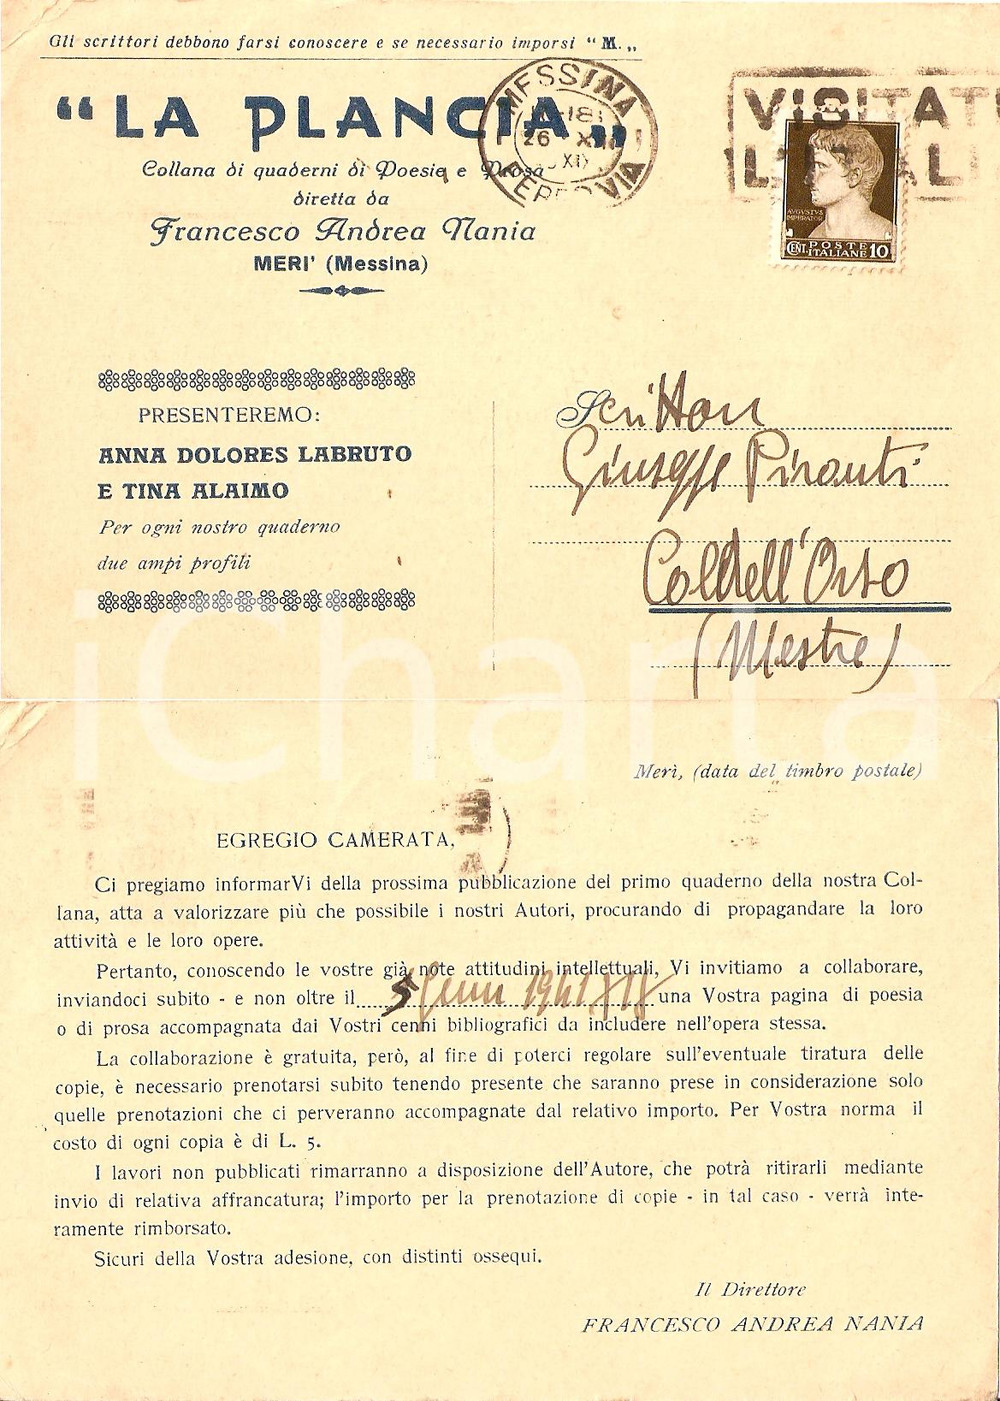 Gli scrittori debbono farsi conoscere e se necessario imporsi “ M. „
“ LA PLANCIA „
Collana di quaderni di Poesie e Prosa
diretta da
Francesco Andrea Nania
MERI' (Messina)
MESSINA
FERROVIA
18
26
VISITAT
AVGVSTVS
IMPERATOR
CENT. POSTE ITALIANE 10
PRESENTEREMO:
ANNA DOLORES LABRUTO
E TINA ALAIMO
Per ogni nostro quaderno
due ampi profili
Scrittore
Giuseppe Piranti
Coldell'Orso
(Mestre)
iCharta
Merì, (data del timbro postale)
EGREGIO CAMERATA,
Ci pregiamo informarVi della prossima pubblicazione del primo quaderno della nostra Col-
lana, atta a valorizzare più che possibile i nostri Autori, procurando di propagandare la loro
attività e le loro opere.
Pertanto, conoscendo le vostre già note attitudini intellettuali, Vi invitiamo a collaborare,
inviandoci subito - e non oltre il 5 Genn 1941 XIX una Vostra pagina di poesia
o di prosa accompagnata dai Vostri cenni bibliografici da includere nell'opera stessa.
La collaborazione è gratuita, però, al fine di poterci regolare sull'eventuale tiratura delle
copie, è necessario prenotarsi subito tenendo presente che saranno prese in considerazione solo
quelle prenotazioni che ci perveranno accompagnate dal relativo importo. Per Vostra norma il
costo di ogni copia è di L. 5.
I lavori non pubblicati rimarranno a disposizione dell'Autore, che potrà ritirarli mediante
invio di relativa affrancatura; l'importo per la prenotazione di copie - in tal caso - verrà inte-
ramente rimborsato.
Sicuri della Vostra adesione, con distinti ossequi.
Il Direttore
FRANCESCO ANDREA NANIA